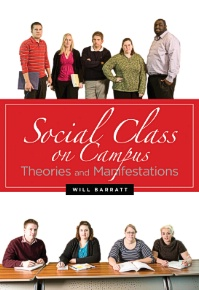 Social Class
on Campus
Theories and Manifestations
WILL BARRATT